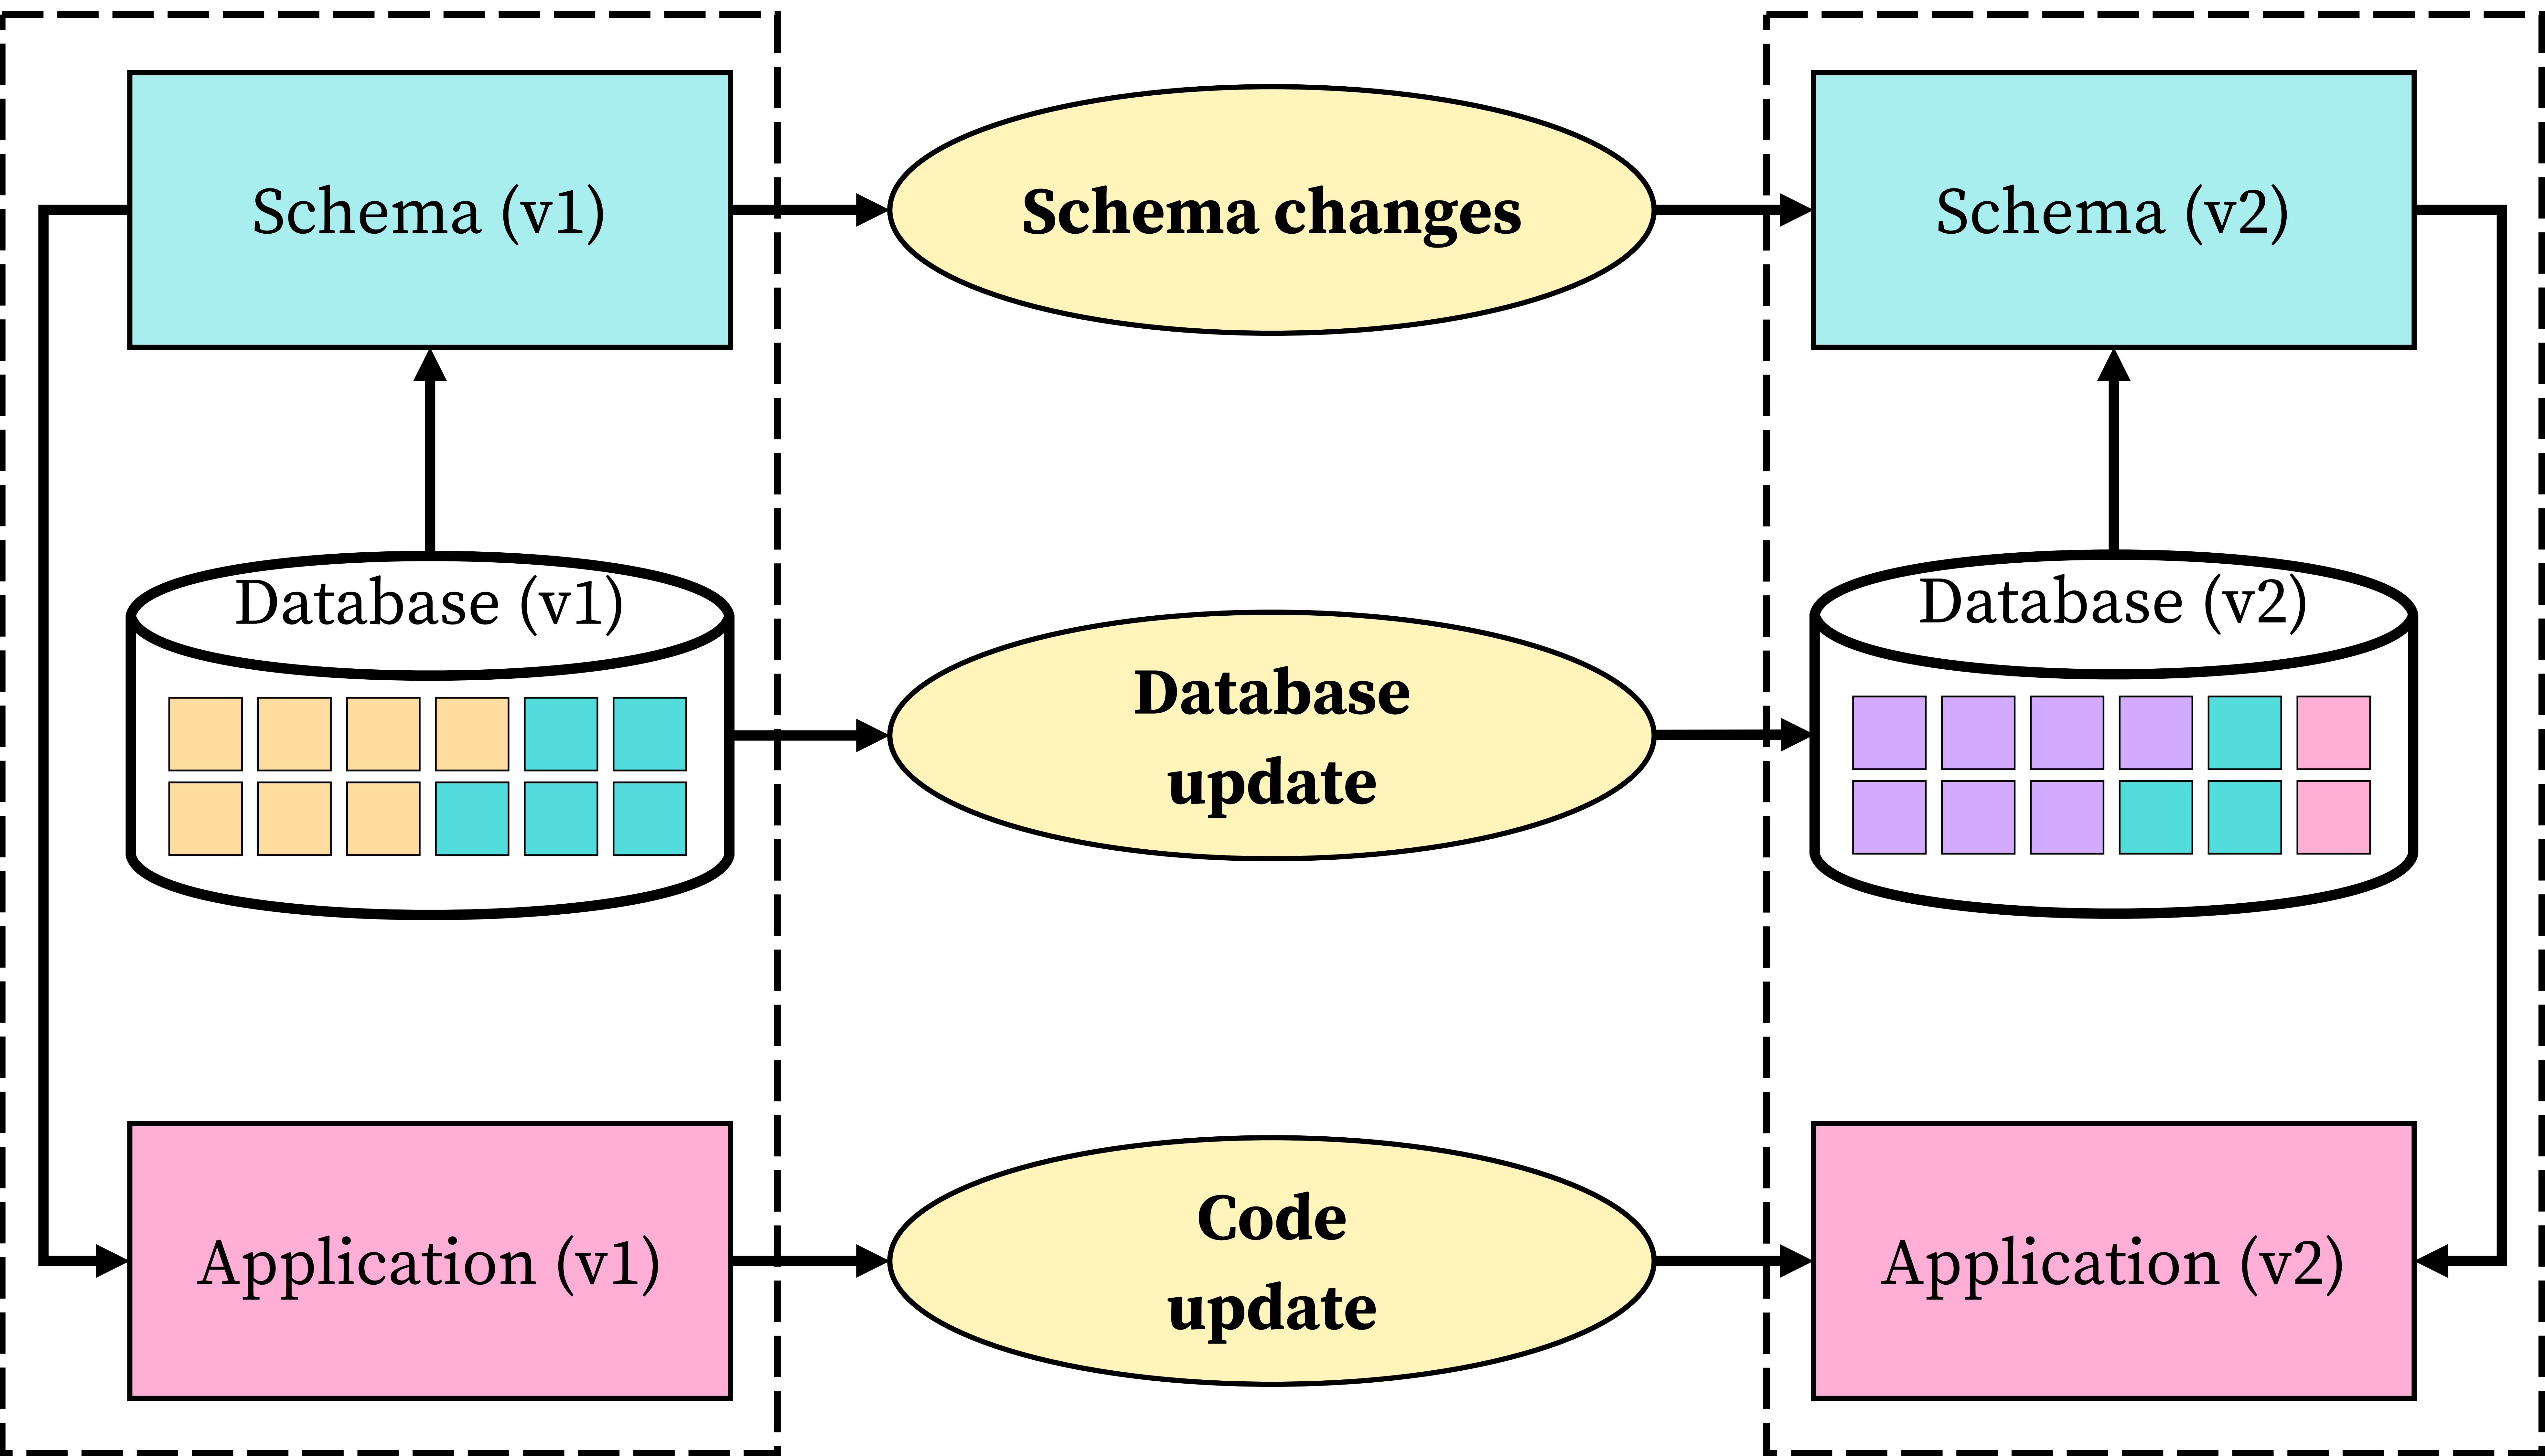 Schema (v1)
Schema changes
Schema (v2)
Database (v1)
Database
update
Database (v2)
Application (v1)
Code
update
Application (v2)